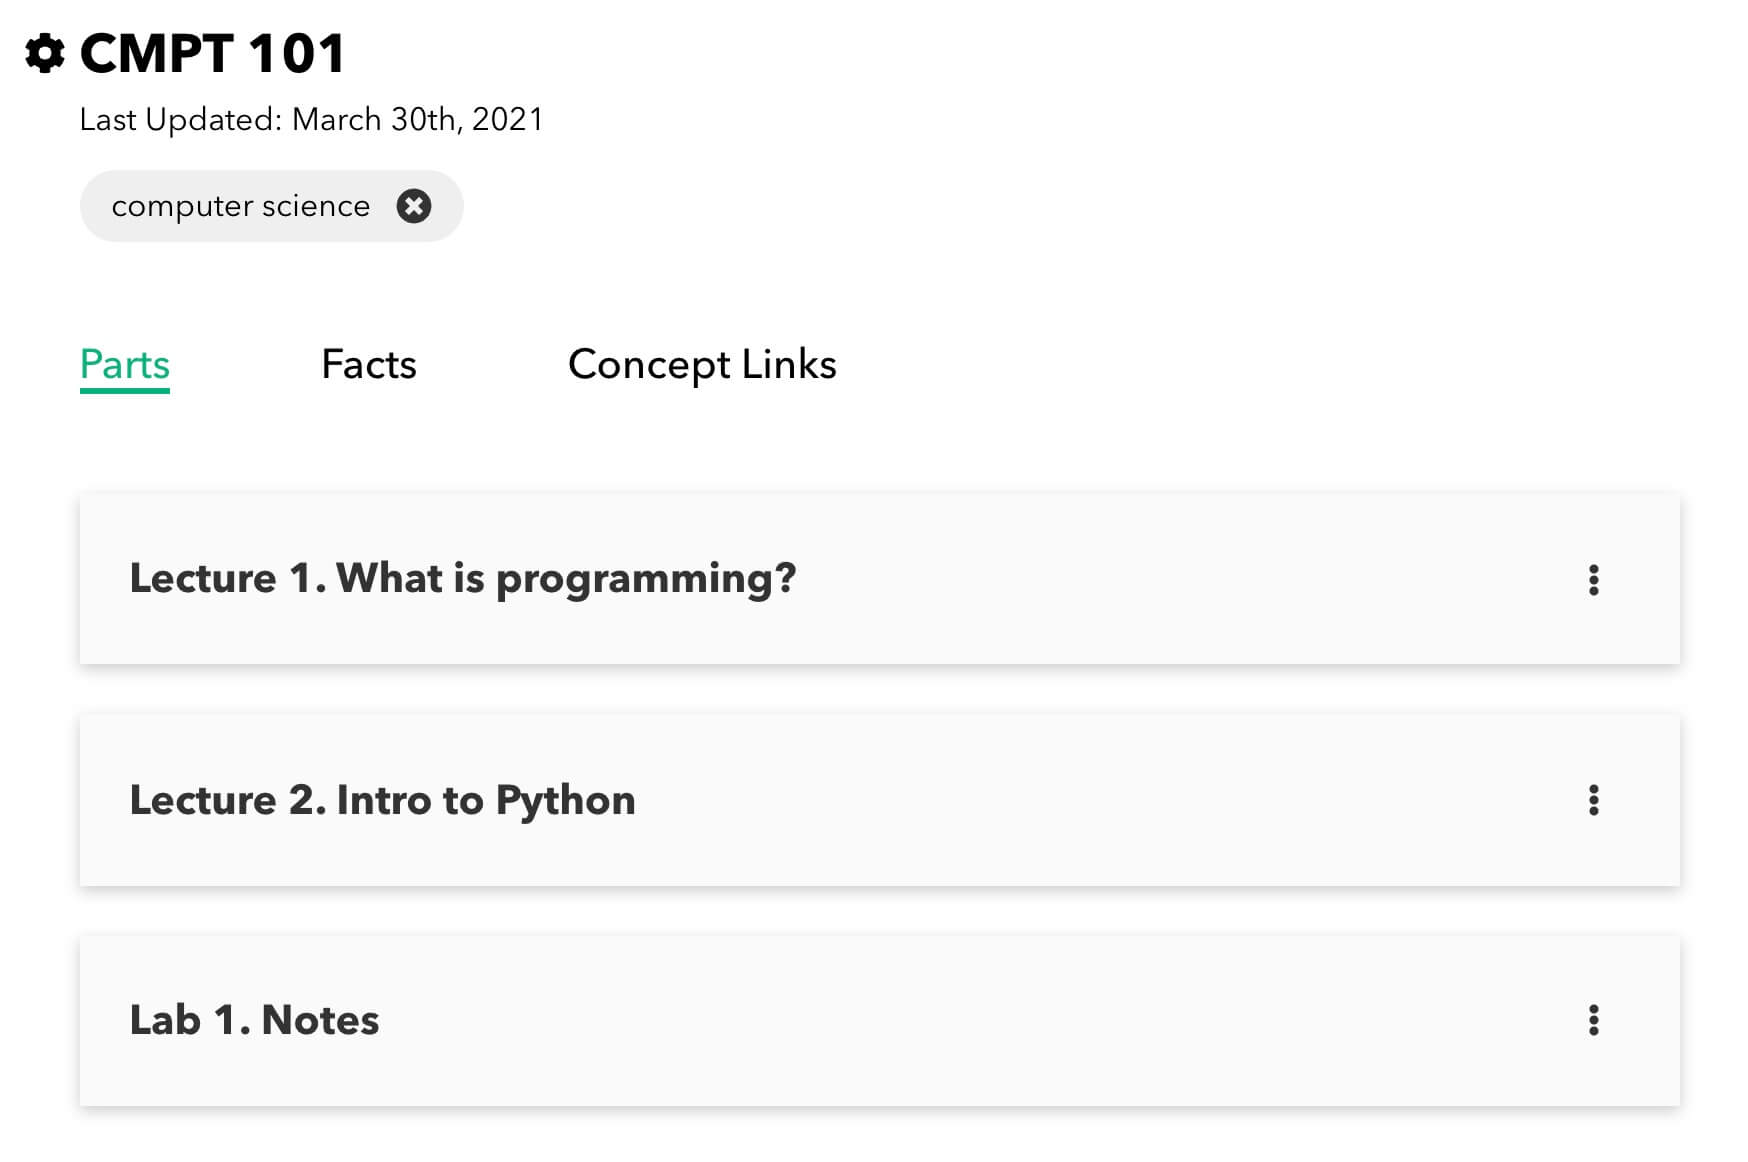 CMPT 101
Last Updated: March 30th, 2021
computer science
Parts Facts Concept Links
Lecture 1. What is programming?
Lecture 2. Intro to Python
Lab 1. Notes